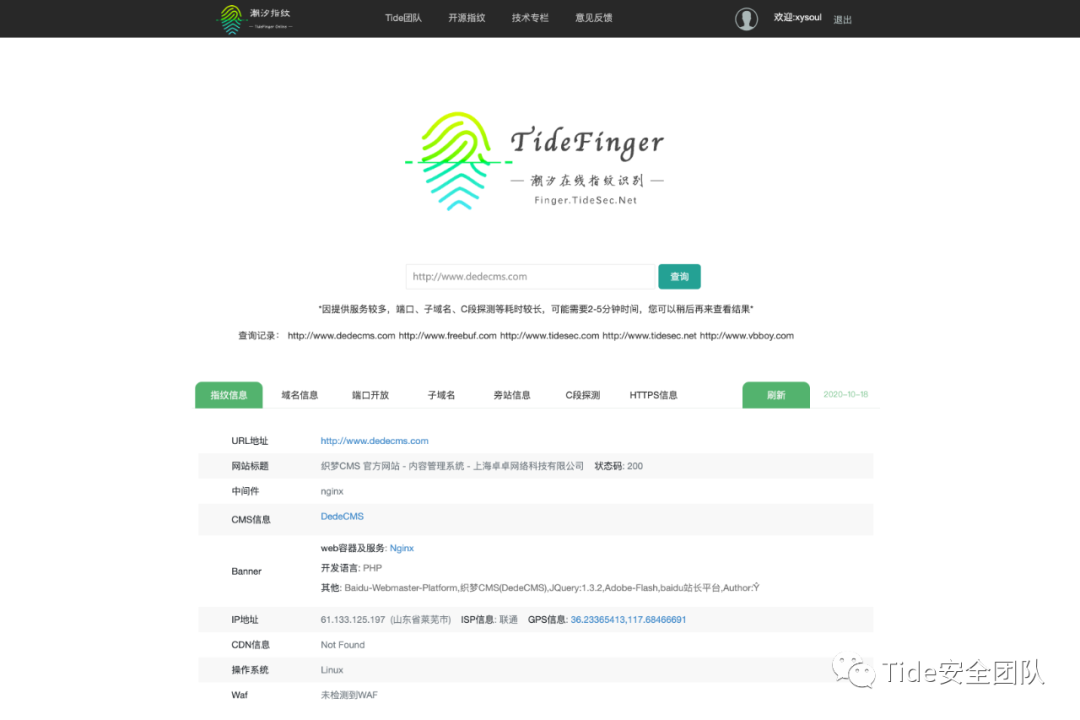 潮汐指纹
— TideFinger Online —
Tide团队 开源指纹 技术专栏 意见反馈 欢迎:xysoul 退出
TideFinger
— 潮汐在线指纹识别 —
Finger.TideSec.Net
http://www.dedecms.com 查询
*因提供服务较多，端口、子域名、C段探测等耗时较长，可能需要2-5分钟时间，您可以稍后再来查看结果*
查询记录： http://www.dedecms.com http://www.freebuf.com http://www.tidesec.com http://www.tidesec.net http://www.vbboy.com
指纹信息 域名信息 端口开放 子域名 旁站信息 C段探测 HTTPS信息 刷新 2020-10-18
URL地址 http://www.dedecms.com
网站标题 织梦CMS 官方网站 - 内容管理系统 - 上海卓卓网络科技有限公司 状态码: 200
中间件 nginx
CMS信息 DedeCMS
web容器及服务: Nginx
Banner 开发语言: PHP
其他: Baidu-Webmaster-Platform,织梦CMS(DedeCMS),JQuery:1.3.2,Adobe-Flash,baidu站长平台,Author:Ÿ
IP地址 61.133.125.197 (山东省莱芜市) ISP信息: 联通 GPS信息: 36.23365413,117.68466691
CDN信息 Not Found
操作系统 Linux
Waf 未检测到WAF
Tide安全团队